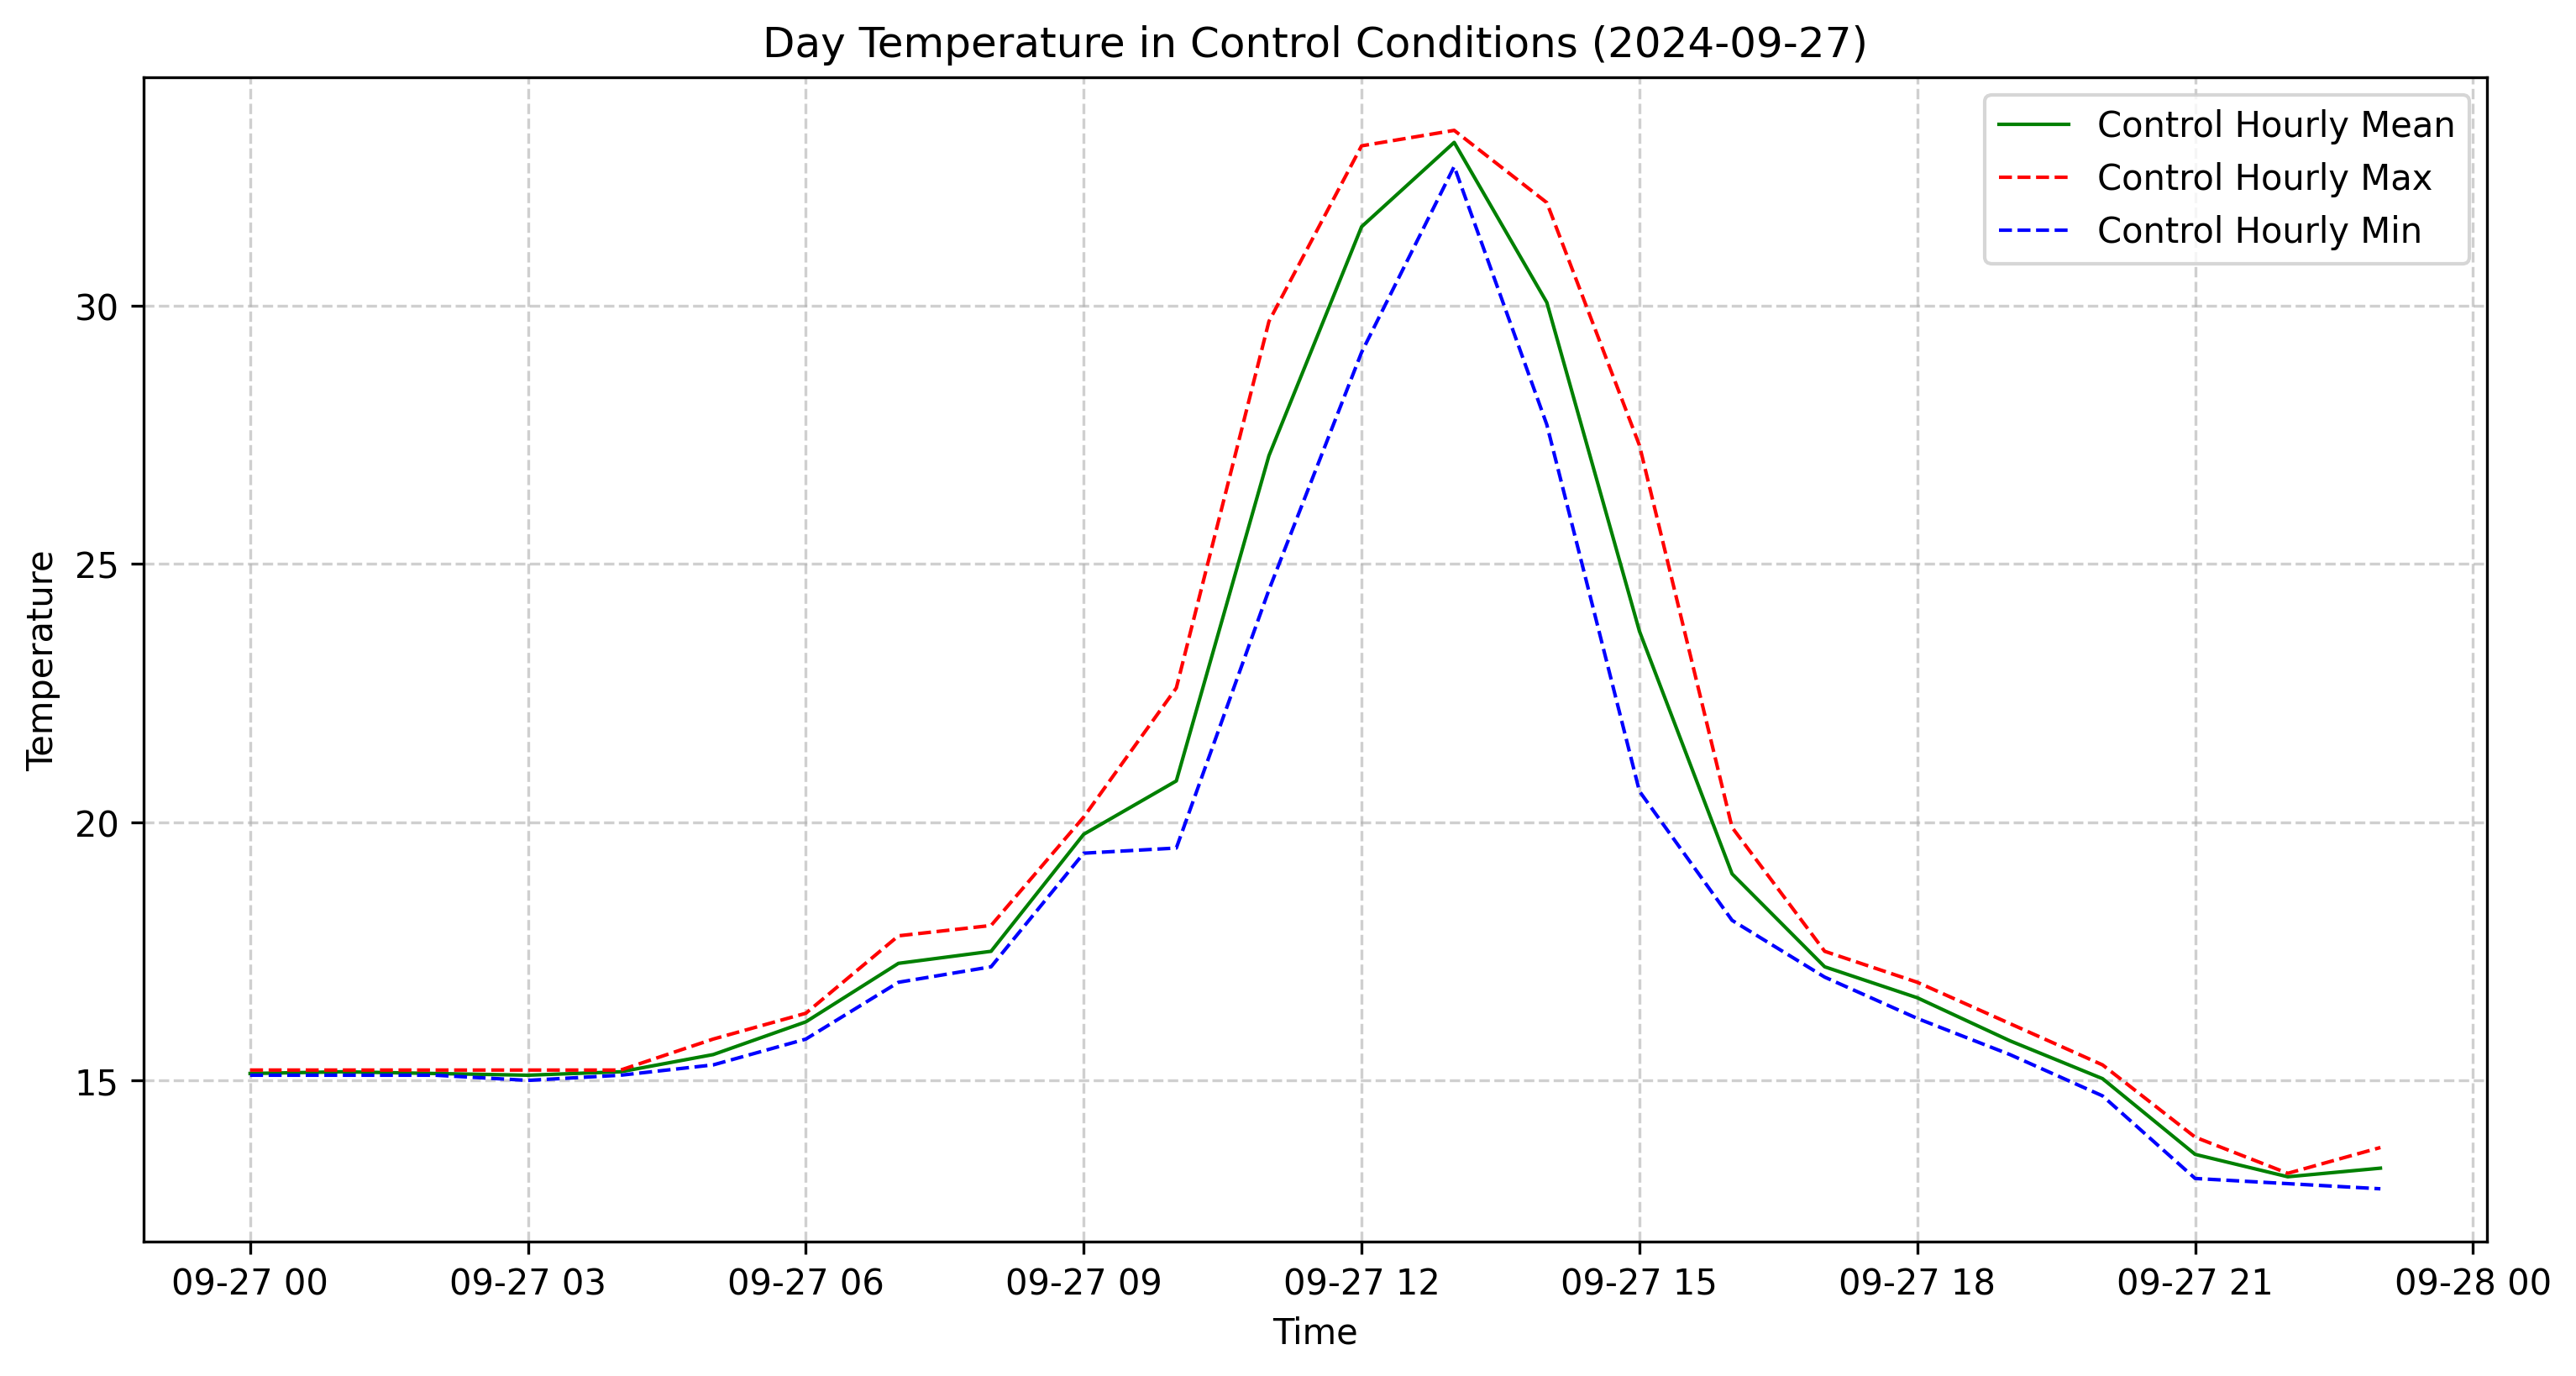 Day Temperature in Control Conditions (2024-09-27)
Control Hourly Mean
Control Hourly Max
Control Hourly Min
30
25
20
15
Temperature
09-27 00 09-27 03 09-27 06 09-27 09 09-27 12 09-27 15 09-27 18 09-27 21 09-28 00
Time